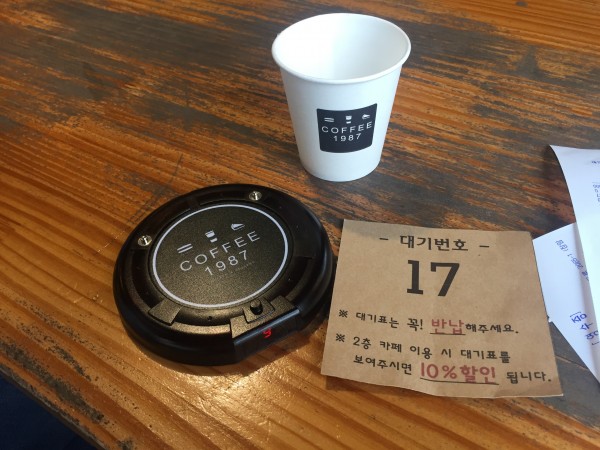 COFFEE
1987
COFFEE
1987
- 대기번호 -
17
※ 대기표는 꼭! 반납해주세요.
※ 2층 카페 이용 시 대기표를
보여주시면 10%할인 됩니다.